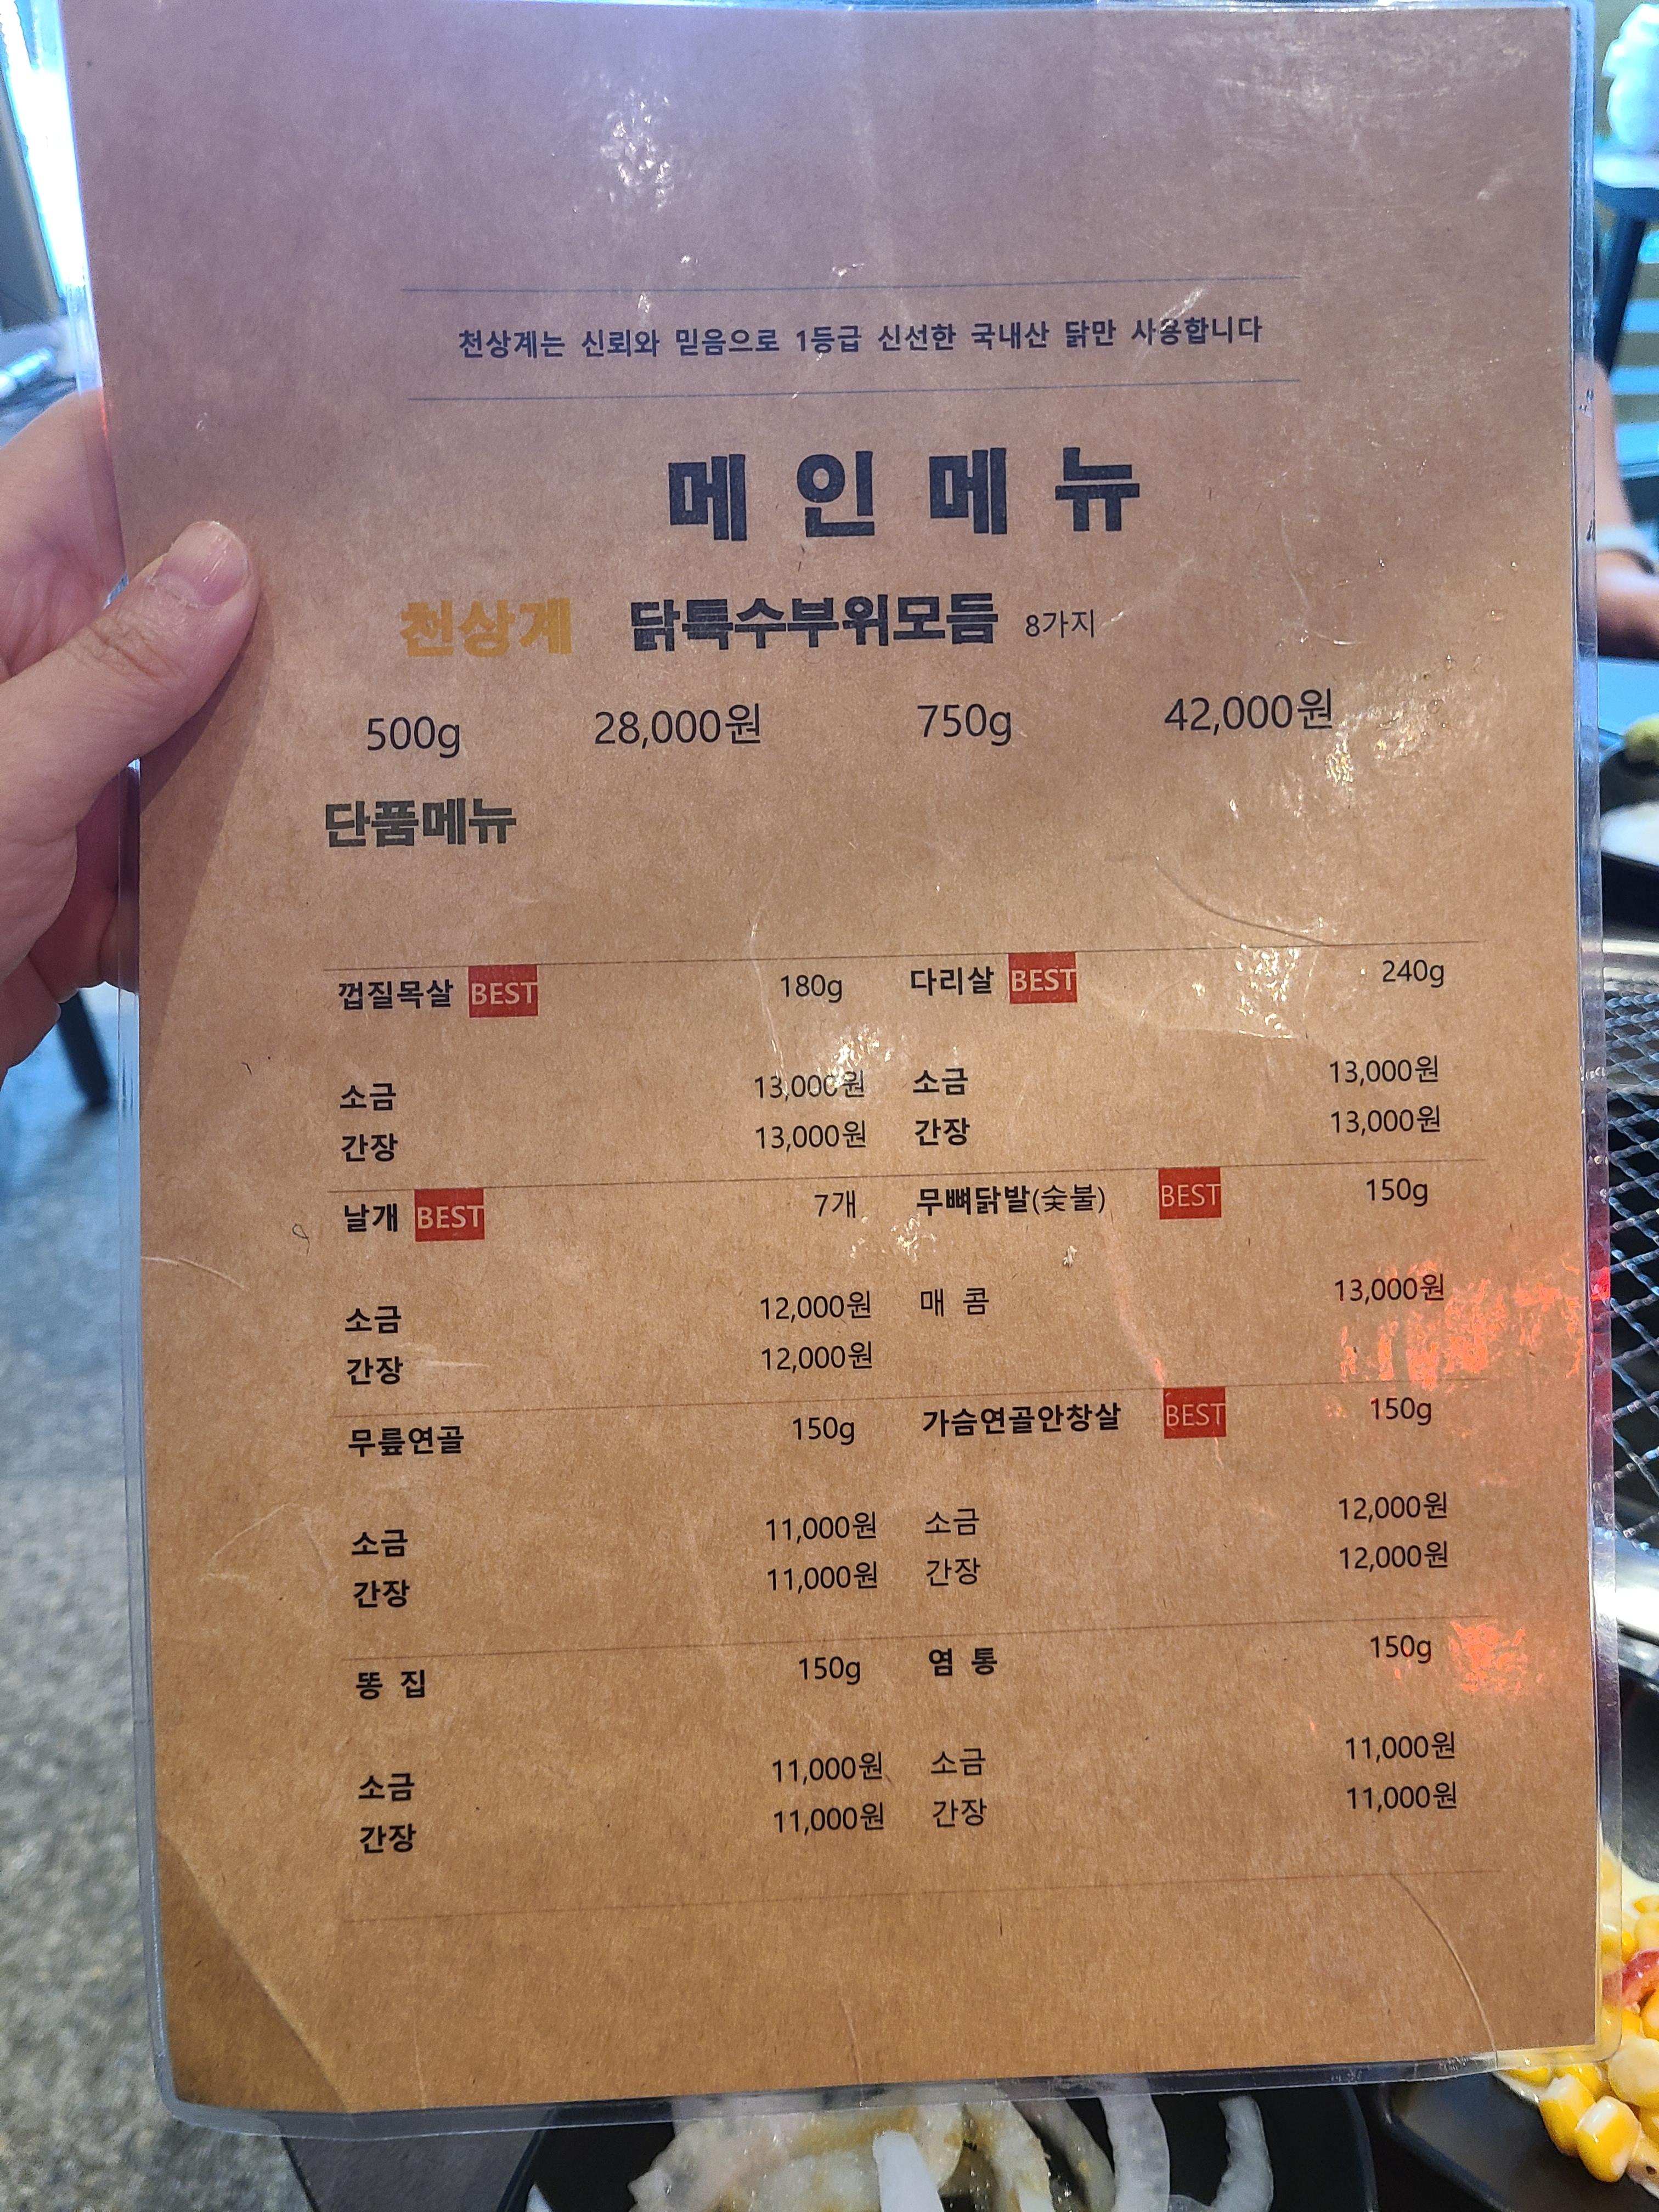 천상계는 신뢰와 믿음으로 1등급 신선한 국내산 닭만 사용합니다
메인메뉴
천상계 닭특수부위모듬 8가지
500g 28,000원 750g 42,000원
단품메뉴
껍질목살 BEST 180g
소금 13,000원
간장 13,000원
다리살 BEST 240g
소금 13,000원
간장 13,000원
날개 BEST 7개
소금 12,000원
간장 12,000원
무뼈닭발(숯불) BEST 150g
매 콤 13,000원
무릎연골 150g
소금 11,000원
간장 11,000원
가슴연골안창살 BEST 150g
소금 12,000원
간장 12,000원
똥 집 150g
소금 11,000원
간장 11,000원
염 통 150g
소금 11,000원
간장 11,000원